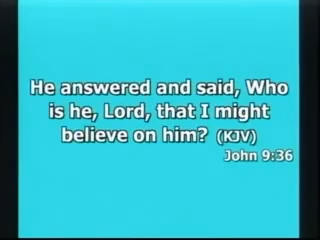 He answered and said, Who
is he, Lord, that I might
believe on him? (KJV)
John 9:36